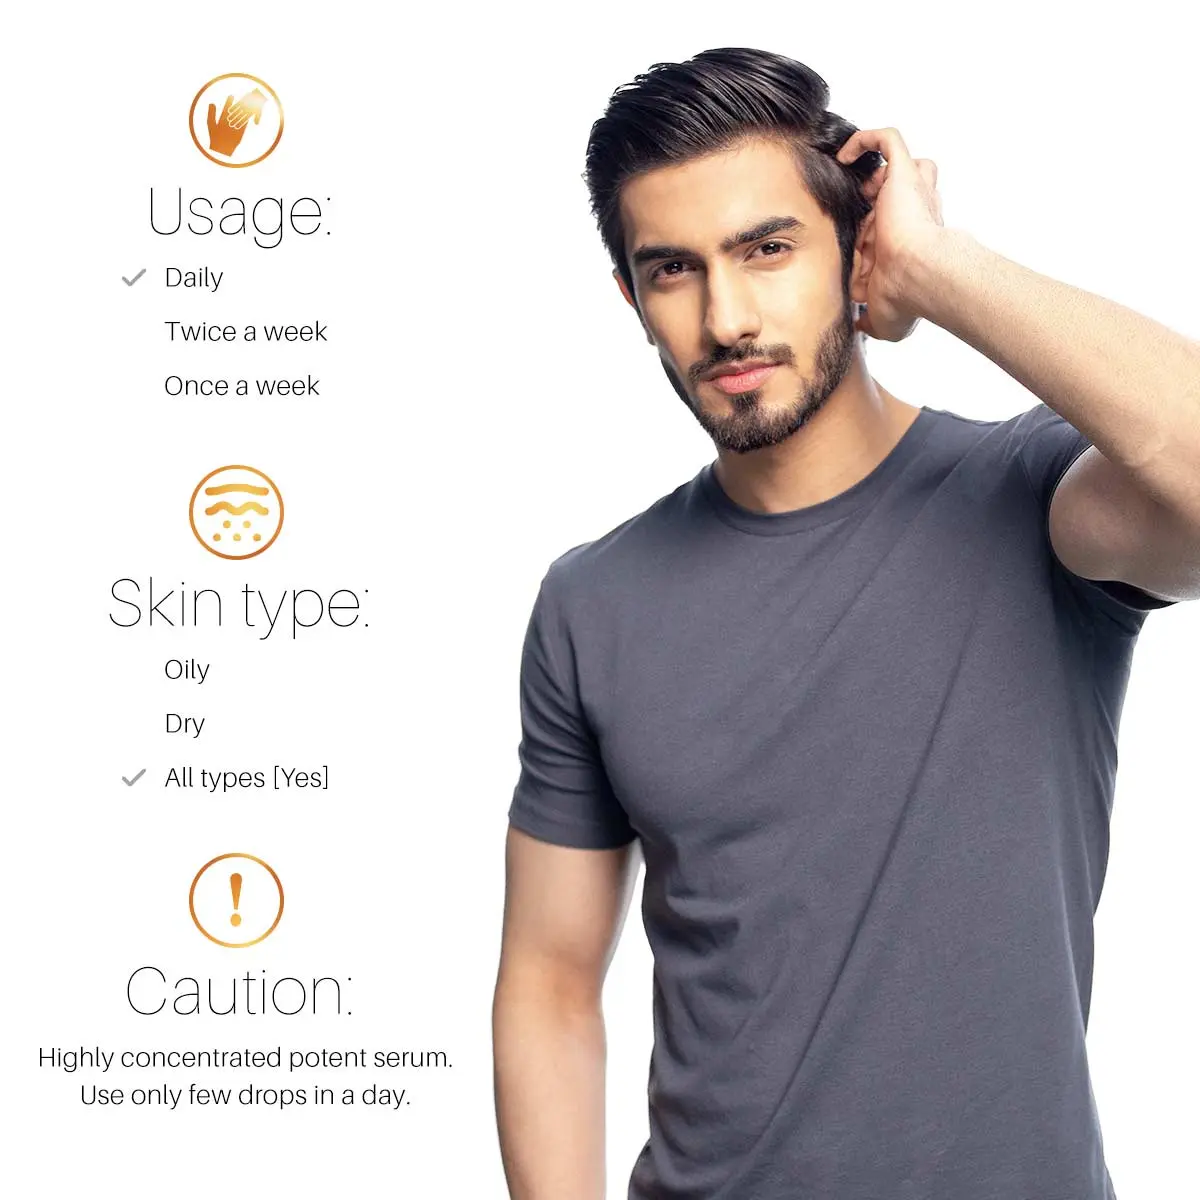 Usage:
Daily
Twice a week
Once a week
Skin type:
Oily
Dry
All types [Yes]
Caution:
Highly concentrated potent serum.
Use only few drops in a day.